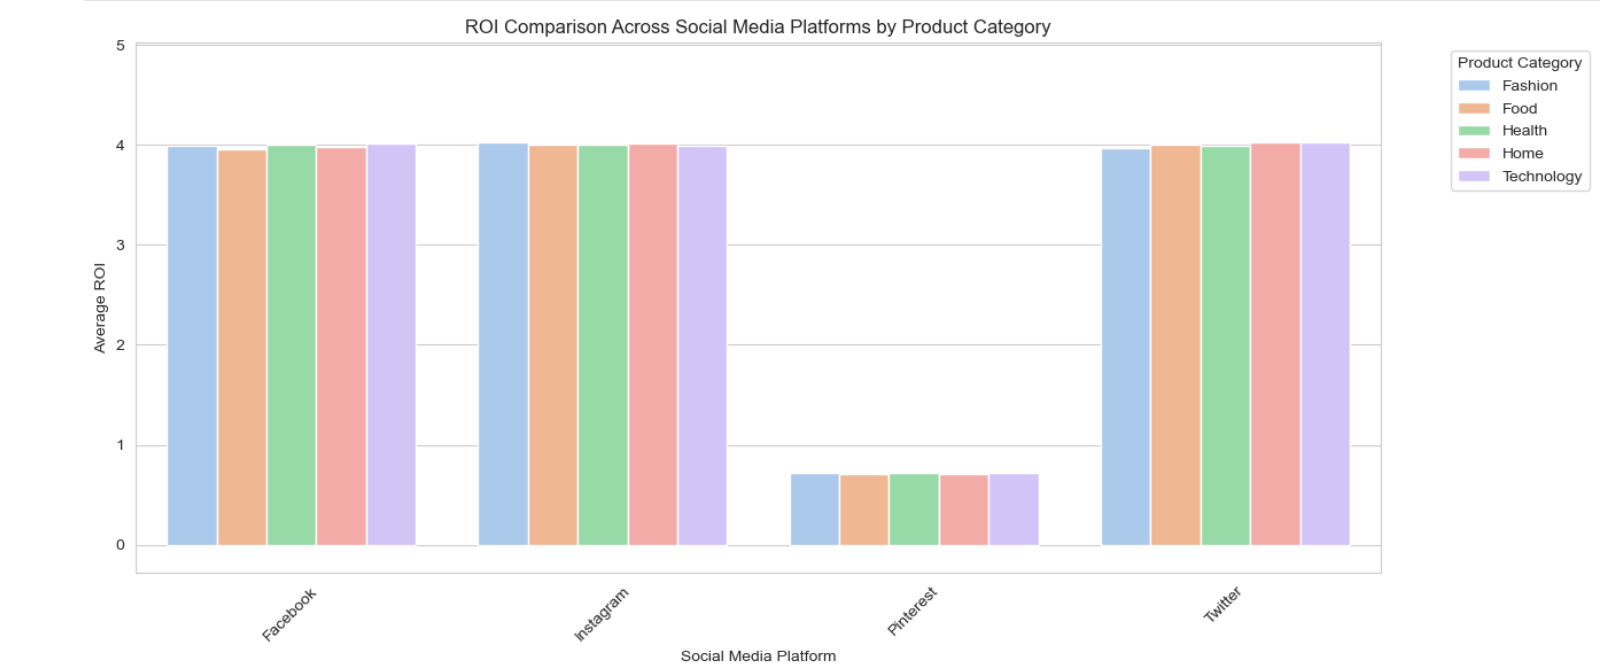 ROI Comparison Across Social Media Platforms by Product Category
5
4
3
2
1
0
Average ROI
Facebook
Instagram
Pinterest
Twitter
Social Media Platform
Product Category
Fashion
Food
Health
Home
Technology